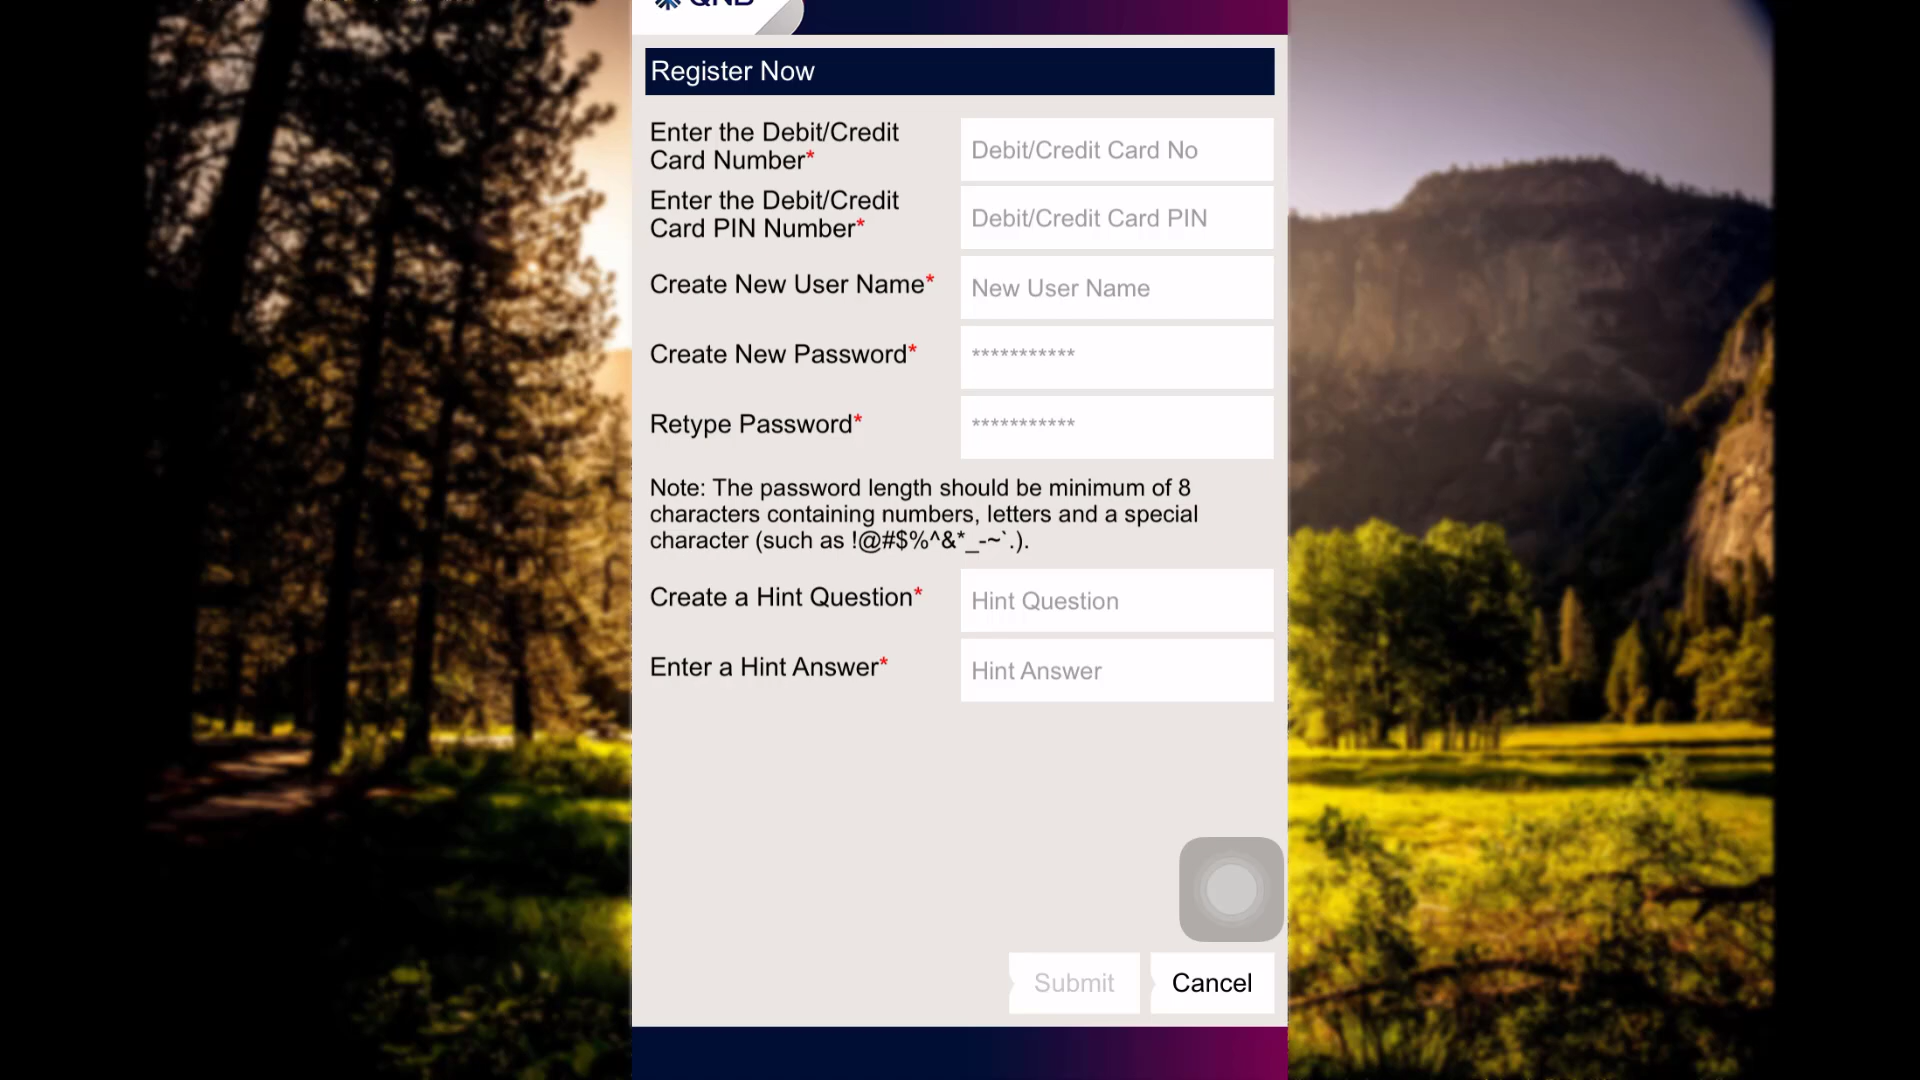 QNB
Register Now
Enter the Debit/Credit
Card Number*
Debit/Credit Card No
Enter the Debit/Credit
Card PIN Number*
Debit/Credit Card PIN
Create New User Name*
New User Name
Create New Password*
***********
Retype Password*
***********
Note: The password length should be minimum of 8
characters containing numbers, letters and a special
character (such as !@#$%^&*_-~`.).
Create a Hint Question*
Hint Question
Enter a Hint Answer*
Hint Answer
Submit
Cancel